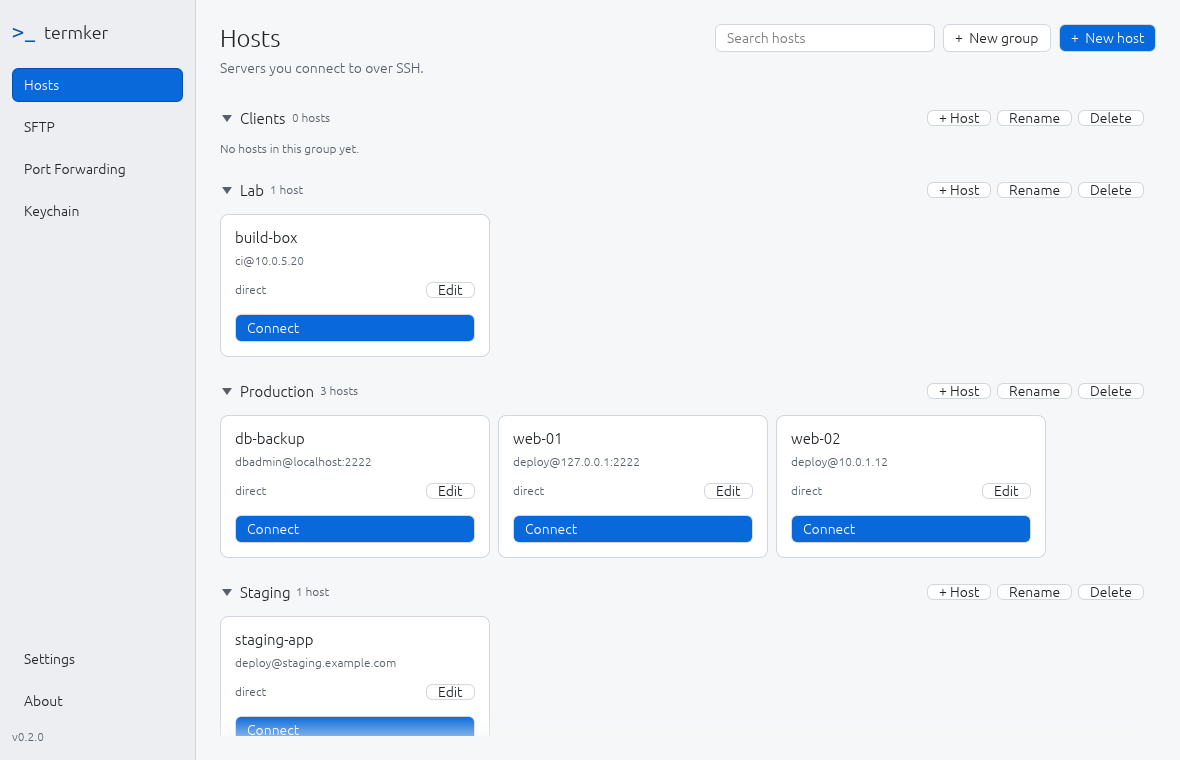 >_ termker
Hosts
SFTP
Port Forwarding
Keychain
Settings
About
v0.2.0
Hosts
Search hosts
+ New group
+ New host
Servers you connect to over SSH.
Clients 0 hosts
+ Host Rename Delete
No hosts in this group yet.
Lab 1 host
+ Host Rename Delete
build-box
ci@10.0.5.20
direct Edit
Connect
Production 3 hosts
+ Host Rename Delete
db-backup
dbadmin@localhost:2222
direct Edit
Connect
web-01
deploy@127.0.0.1:2222
direct Edit
Connect
web-02
deploy@10.0.1.12
direct Edit
Connect
Staging 1 host
+ Host Rename Delete
staging-app
deploy@staging.example.com
direct Edit
Connect